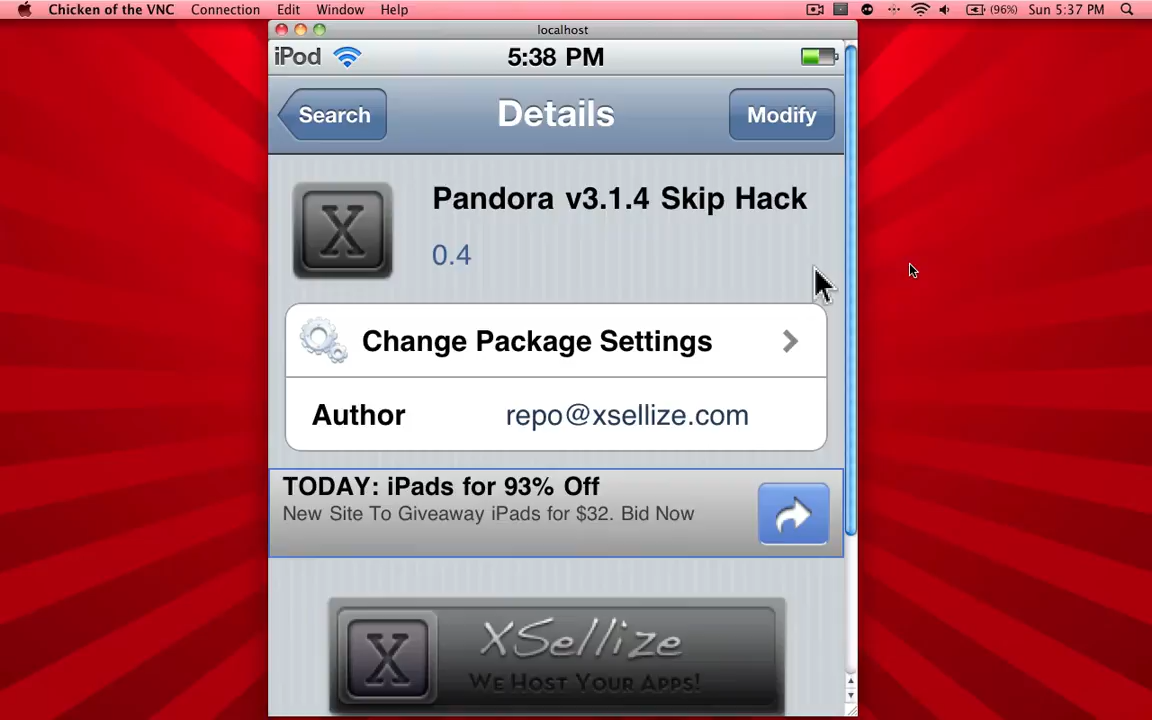 Chicken of the VNC Connection Edit Window Help (96%) Sun 5:37 PM
localhost
iPod 5:38 PM
Search Details Modify
X Pandora v3.1.4 Skip Hack
0.4
Change Package Settings
Author repo@xsellize.com
TODAY: iPads for 93% Off
New Site To Giveaway iPads for $32. Bid Now
X XSellize
WE HOST YOUR APPS!